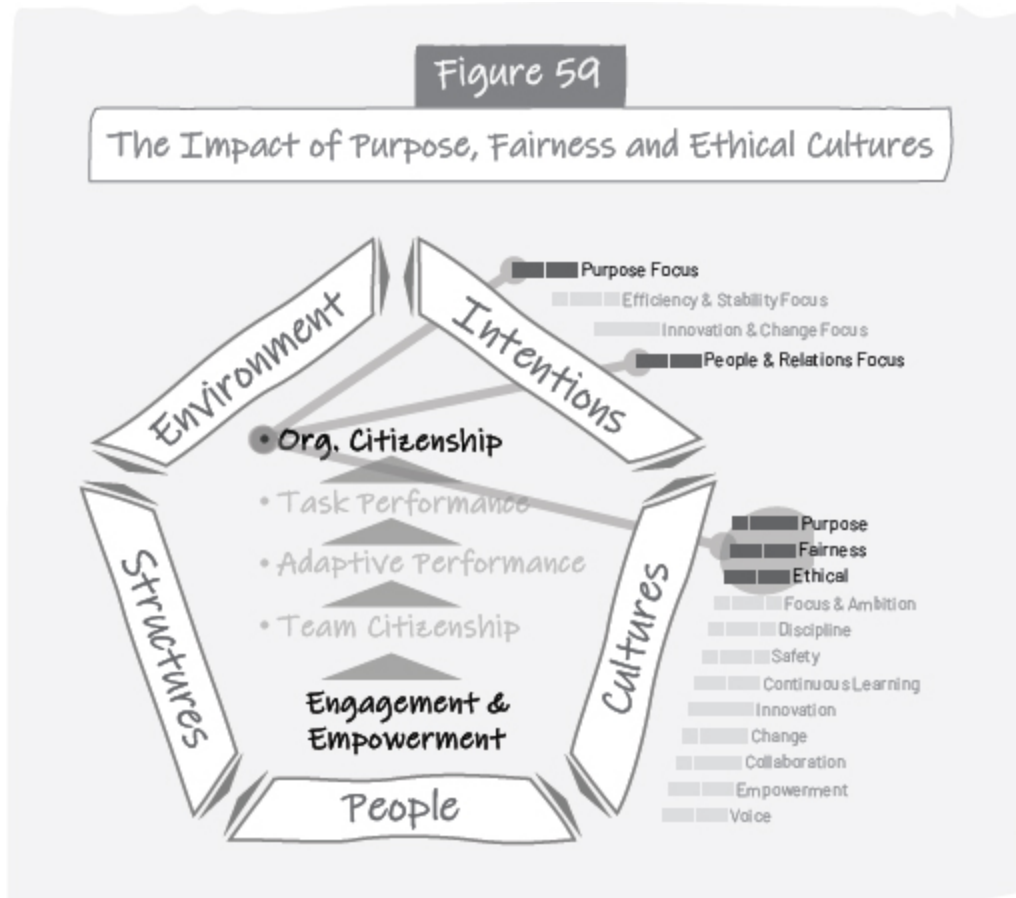 Figure 59
The Impact of Purpose, Fairness and Ethical Cultures
Environment
Intentions
Purpose Focus
Efficiency & Stability Focus
Innovation & Change Focus
People & Relations Focus
• Org. Citizenship
• Task Performance
• Adaptive Performance
• Team Citizenship
Engagement &
Empowerment
Structures
Cultures
People
Purpose
Fairness
Ethical
Focus & Ambition
Discipline
Safety
Continuous Learning
Innovation
Change
Collaboration
Empowerment
Voice